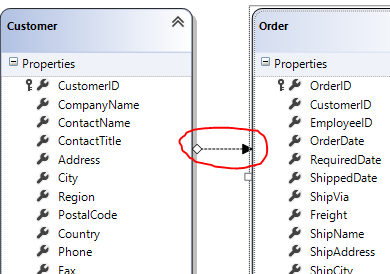 Customer
Properties
CustomerID
CompanyName
ContactName
ContactTitle
Address
City
Region
PostalCode
Country
Phone
Fax
Order
Properties
OrderID
CustomerID
EmployeeID
OrderDate
RequiredDate
ShippedDate
ShipVia
Freight
ShipName
ShipAddress
ShipCity